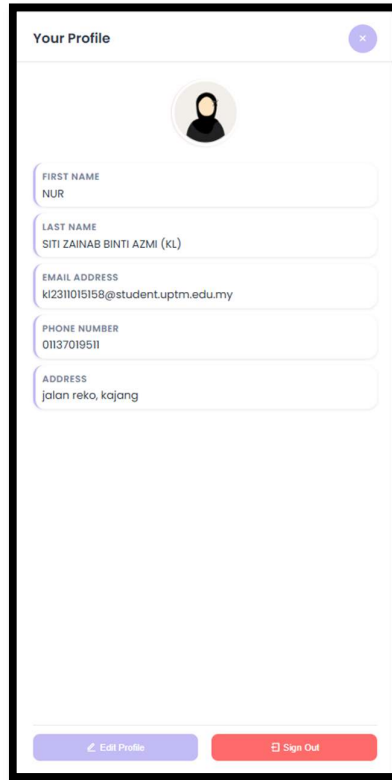 Your Profile
×
FIRST NAME
NUR
LAST NAME
SITI ZAINAB BINTI AZMI (KL)
EMAIL ADDRESS
kl2311015158@student.uptm.edu.my
PHONE NUMBER
01137019511
ADDRESS
jalan reko, kajang
Edit Profile
Sign Out